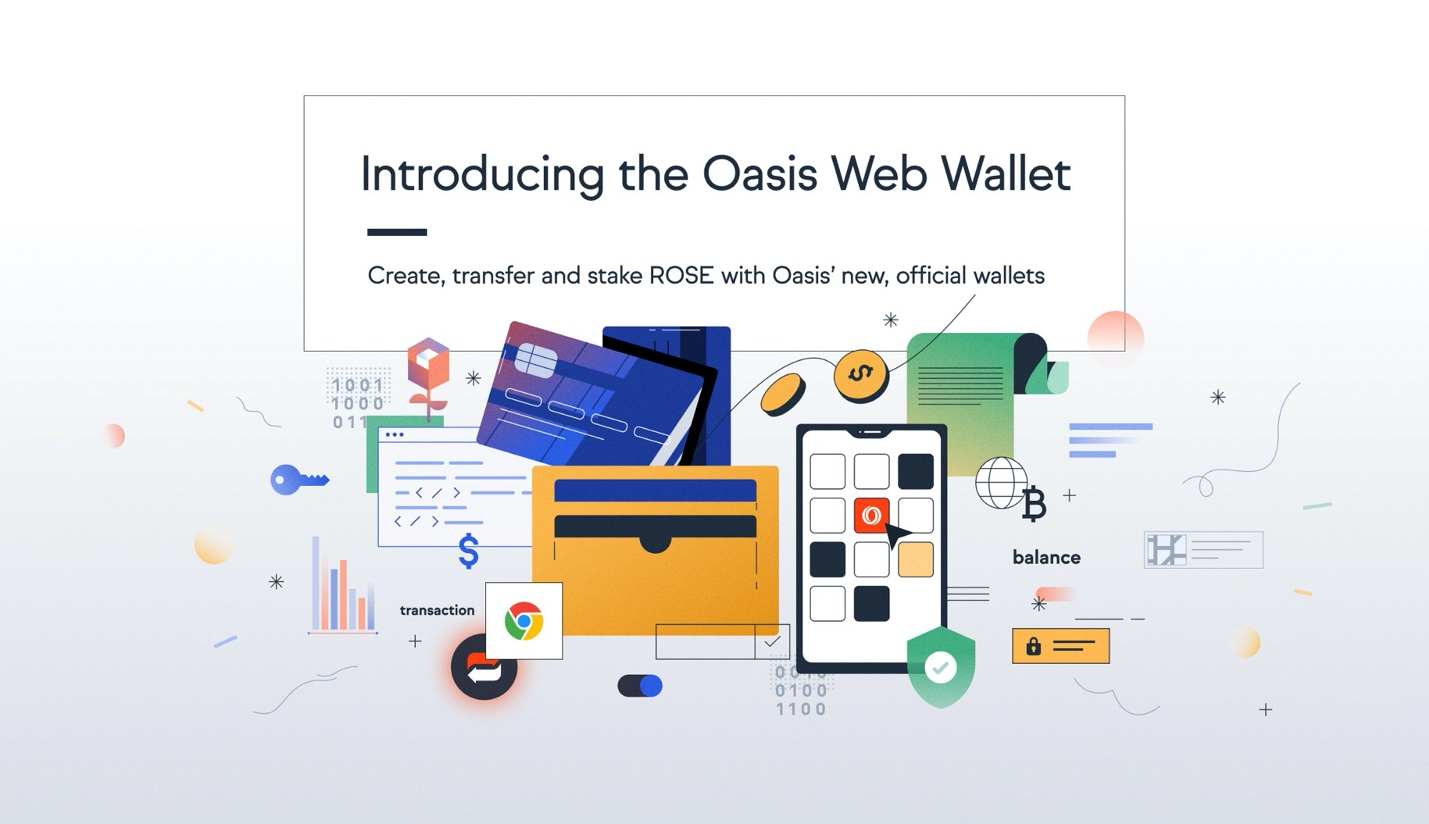 Introducing the Oasis Web Wallet
Create, transfer and stake ROSE with Oasis’ new, official wallets
1001
1000
011
$
< / >
< / >
$
balance
transaction
0010
0100
1100